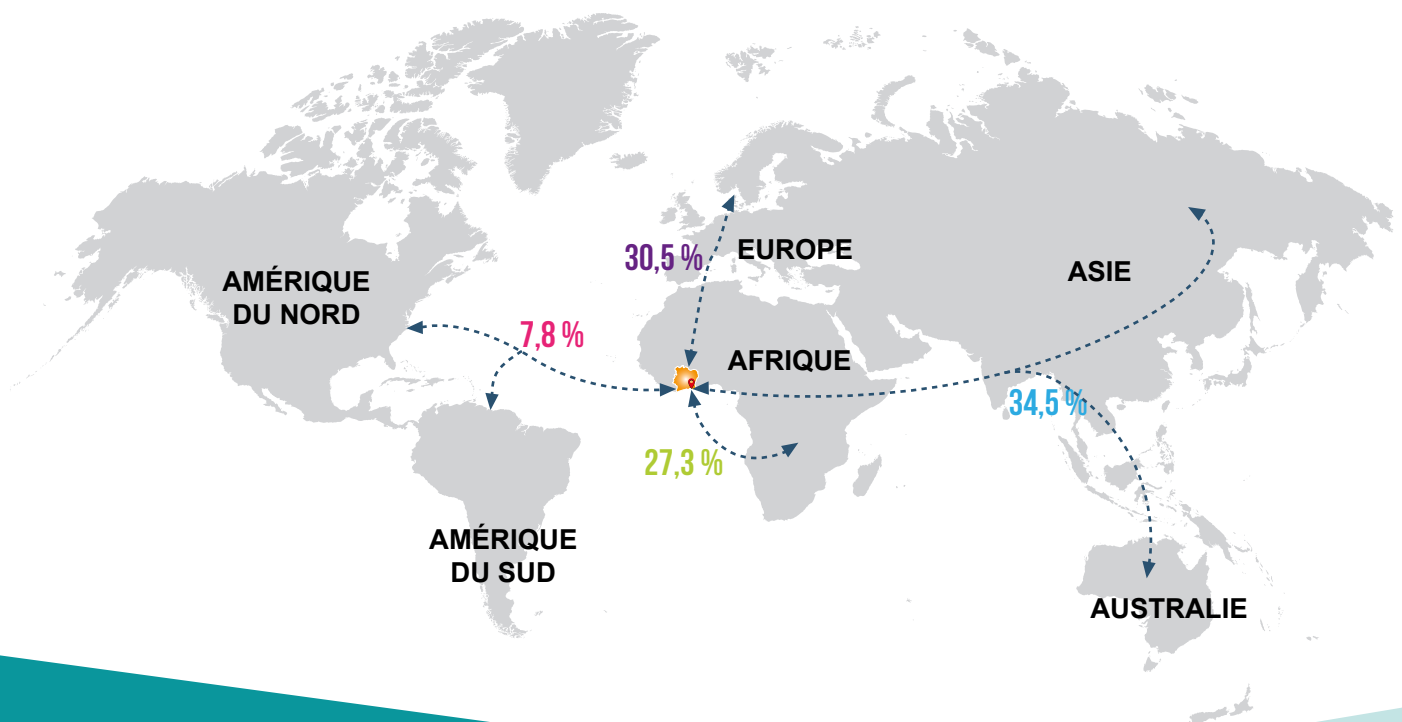 30,5 %
EUROPE
ASIE
AMÉRIQUE
DU NORD
7,8 %
AFRIQUE
34,5 %
27,3 %
AMÉRIQUE
DU SUD
AUSTRALIE